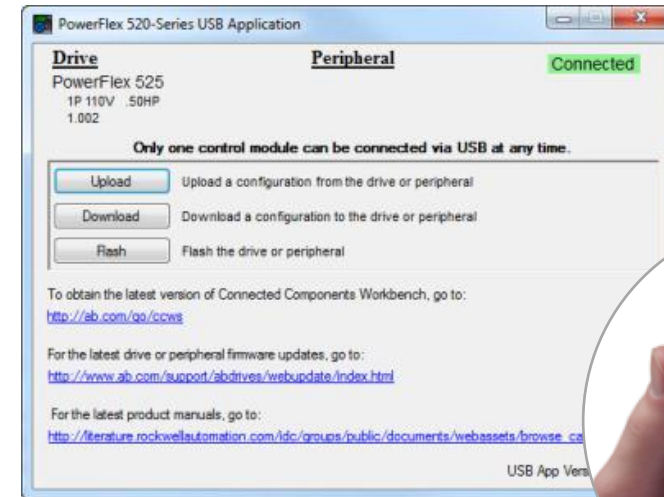 PowerFlex 520-Series USB Application
Drive
Peripheral
Connected
PowerFlex 525
1P 110V .50HP
1.002
Only one control module can be connected via USB at any time.
Upload Upload a configuration from the drive or peripheral
Download Download a configuration to the drive or peripheral
Flash Flash the drive or peripheral
To obtain the latest version of Connected Components Workbench, go to:
http://ab.com/go/ccws
For the latest drive or peripheral firmware updates, go to:
http://www.ab.com/support/abdrives/webupdate/index.html
For the latest product manuals, go to:
http://literature.rockwellautomation.com/idc/groups/public/documents/webassets/browse_ca
USB App Vers